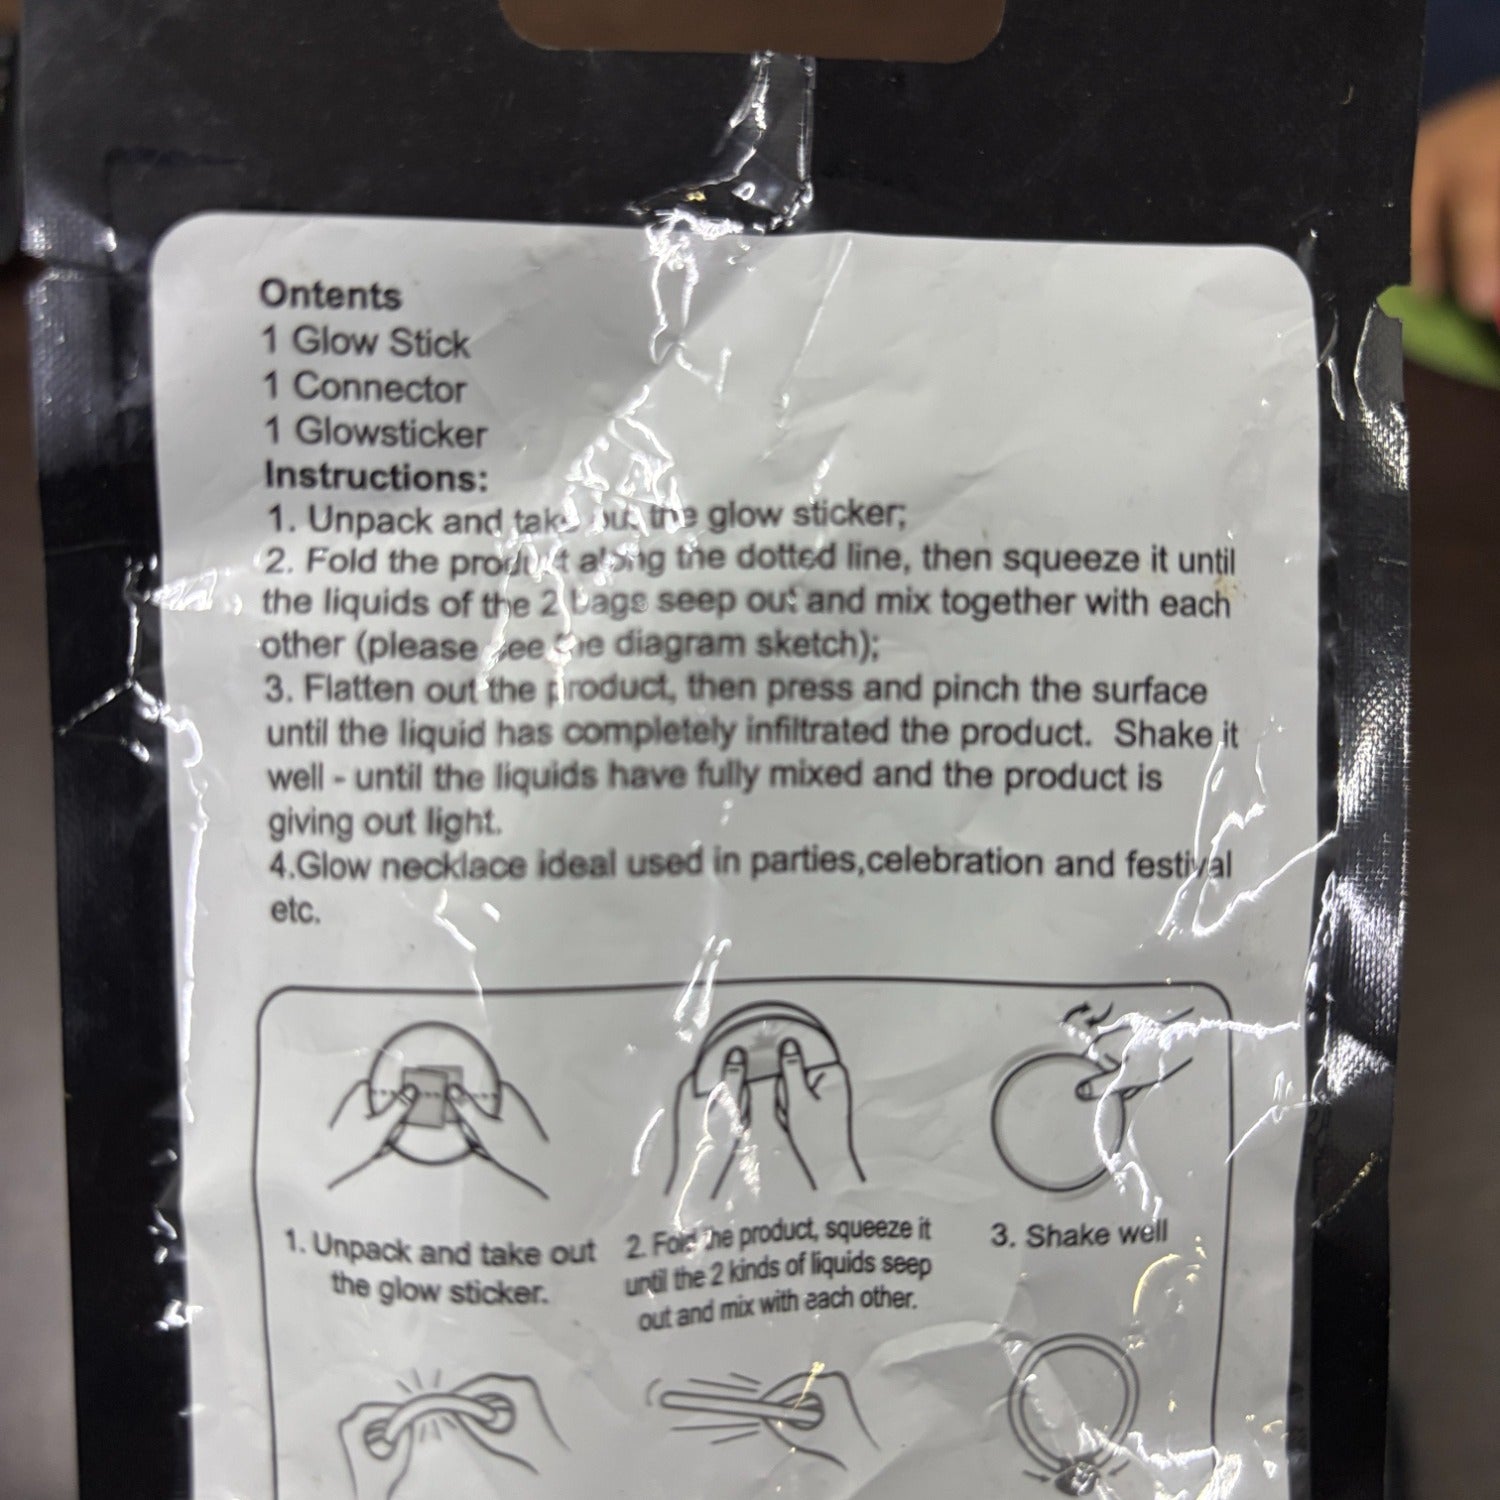 Ontents
1 Glow Stick
1 Connector
1 Glowsticker
Instructions:
1. Unpack and take out the glow sticker;
2. Fold the product along the dotted line, then squeeze it until
the liquids of the 2 bags seep out and mix together with each
other (please see the diagram sketch);
3. Flatten out the product, then press and pinch the surface
until the liquid has completely infiltrated the product. Shake it
well - until the liquids have fully mixed and the product is
giving out light.
4.Glow necklace ideal used in parties,celebration and festival
etc.
1. Unpack and take out
the glow sticker.
2. Fold the product, squeeze it
until the 2 kinds of liquids seep
out and mix with each other.
3. Shake well